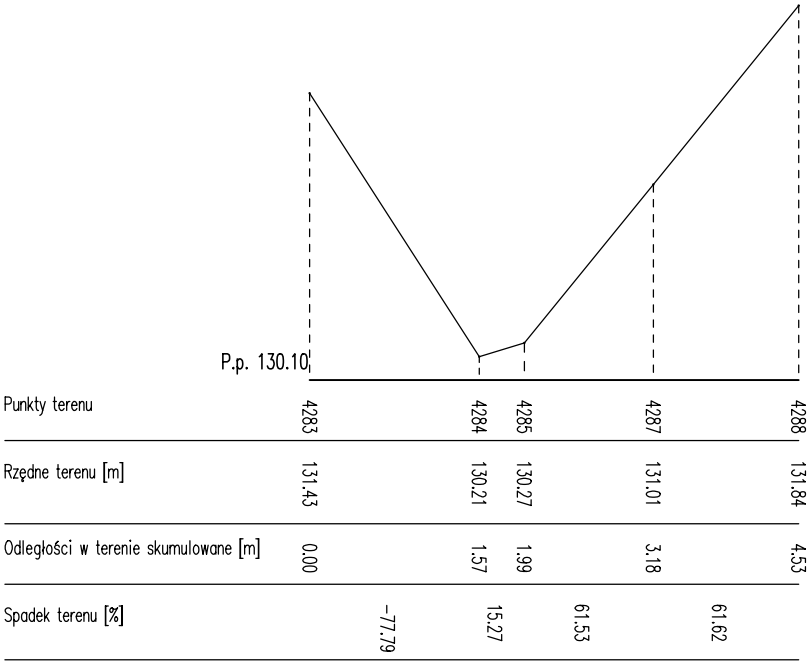 P.p. 130.10
Punkty terenu 4283 4284 4285 4287 4288
Rzędne terenu [m] 131.43 130.21 130.27 131.01 131.84
Odległości w terenie skumulowane [m] 0.00 1.57 1.99 3.18 4.53
Spadek terenu [%] -77.79 15.27 61.53 61.62